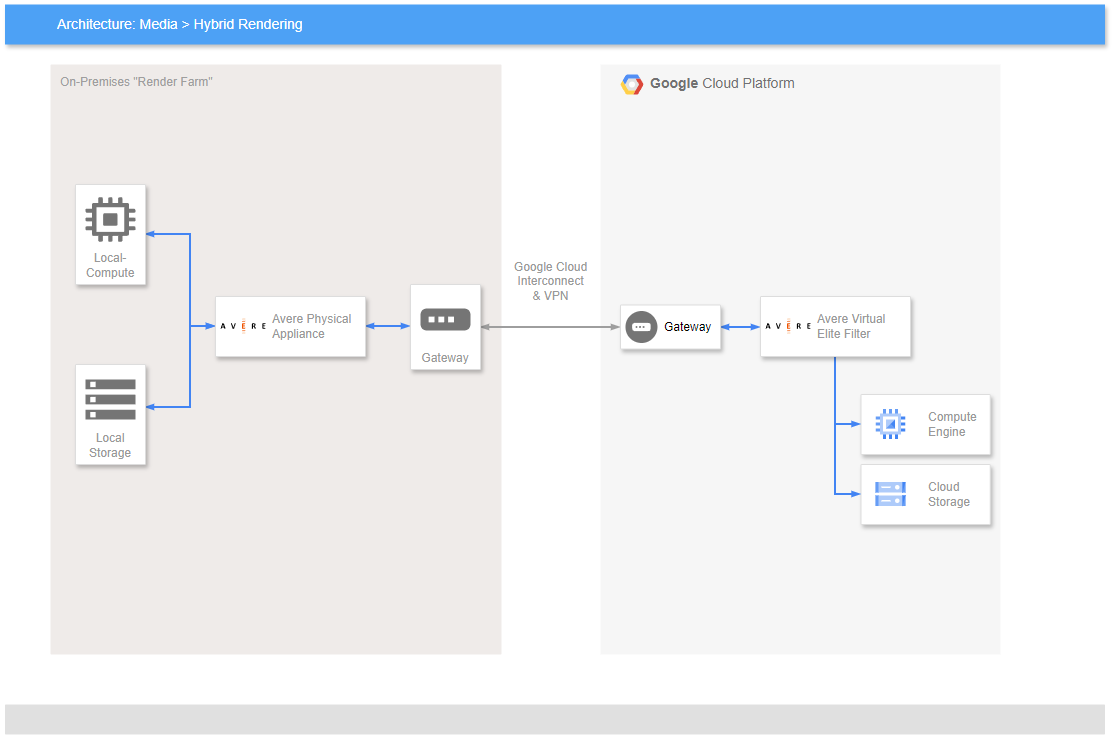 Architecture: Media > Hybrid Rendering
On-Premises "Render Farm"
Google Cloud Platform
Local-
Compute
Local
Storage
AVERE
Avere Physical
Appliance
Gateway
Google Cloud
Interconnect
& VPN
Gateway
AVERE
Avere Virtual
Elite Filter
Compute
Engine
Cloud
Storage